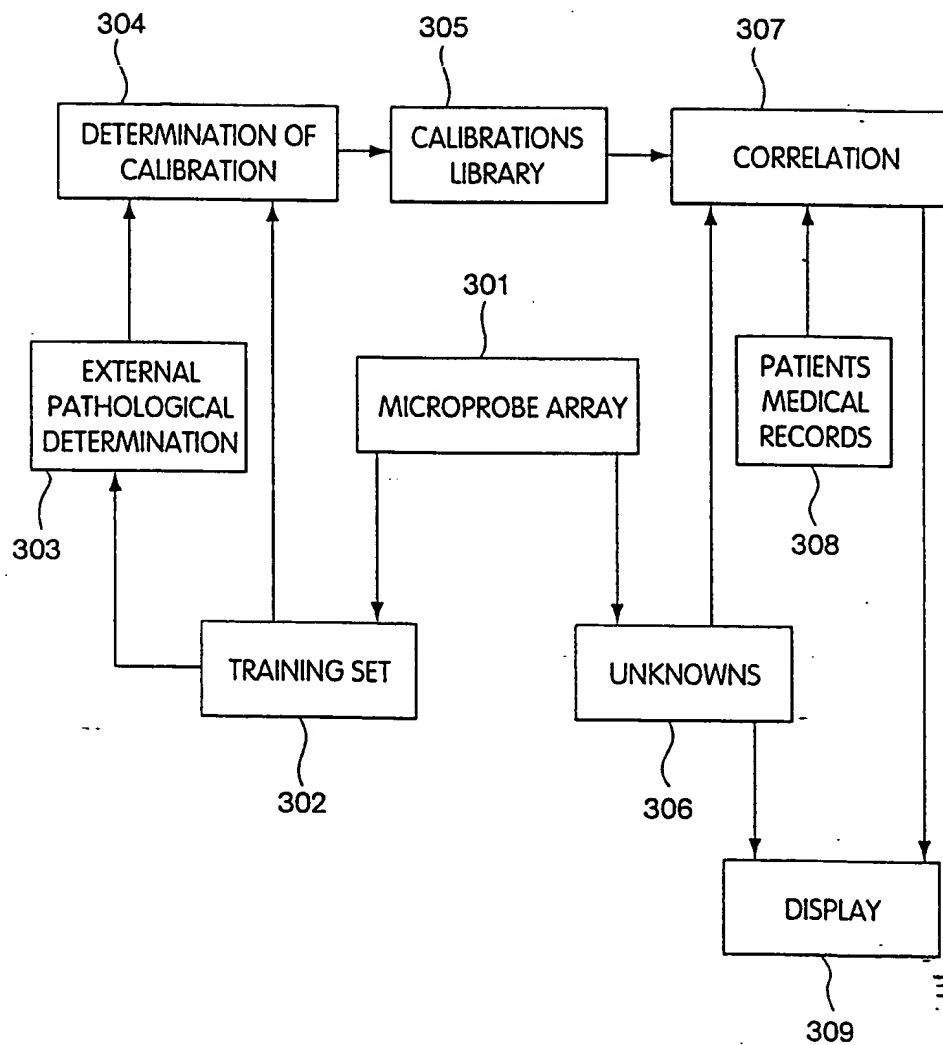 304
305
307
DETERMINATION OF
CALIBRATION
CALIBRATIONS
LIBRARY
CORRELATION
301
EXTERNAL
PATHOLOGICAL
DETERMINATION
MICROPROBE ARRAY
PATIENTS
MEDICAL
RECORDS
303
308
TRAINING SET
UNKNOWNS
302
306
DISPLAY
309